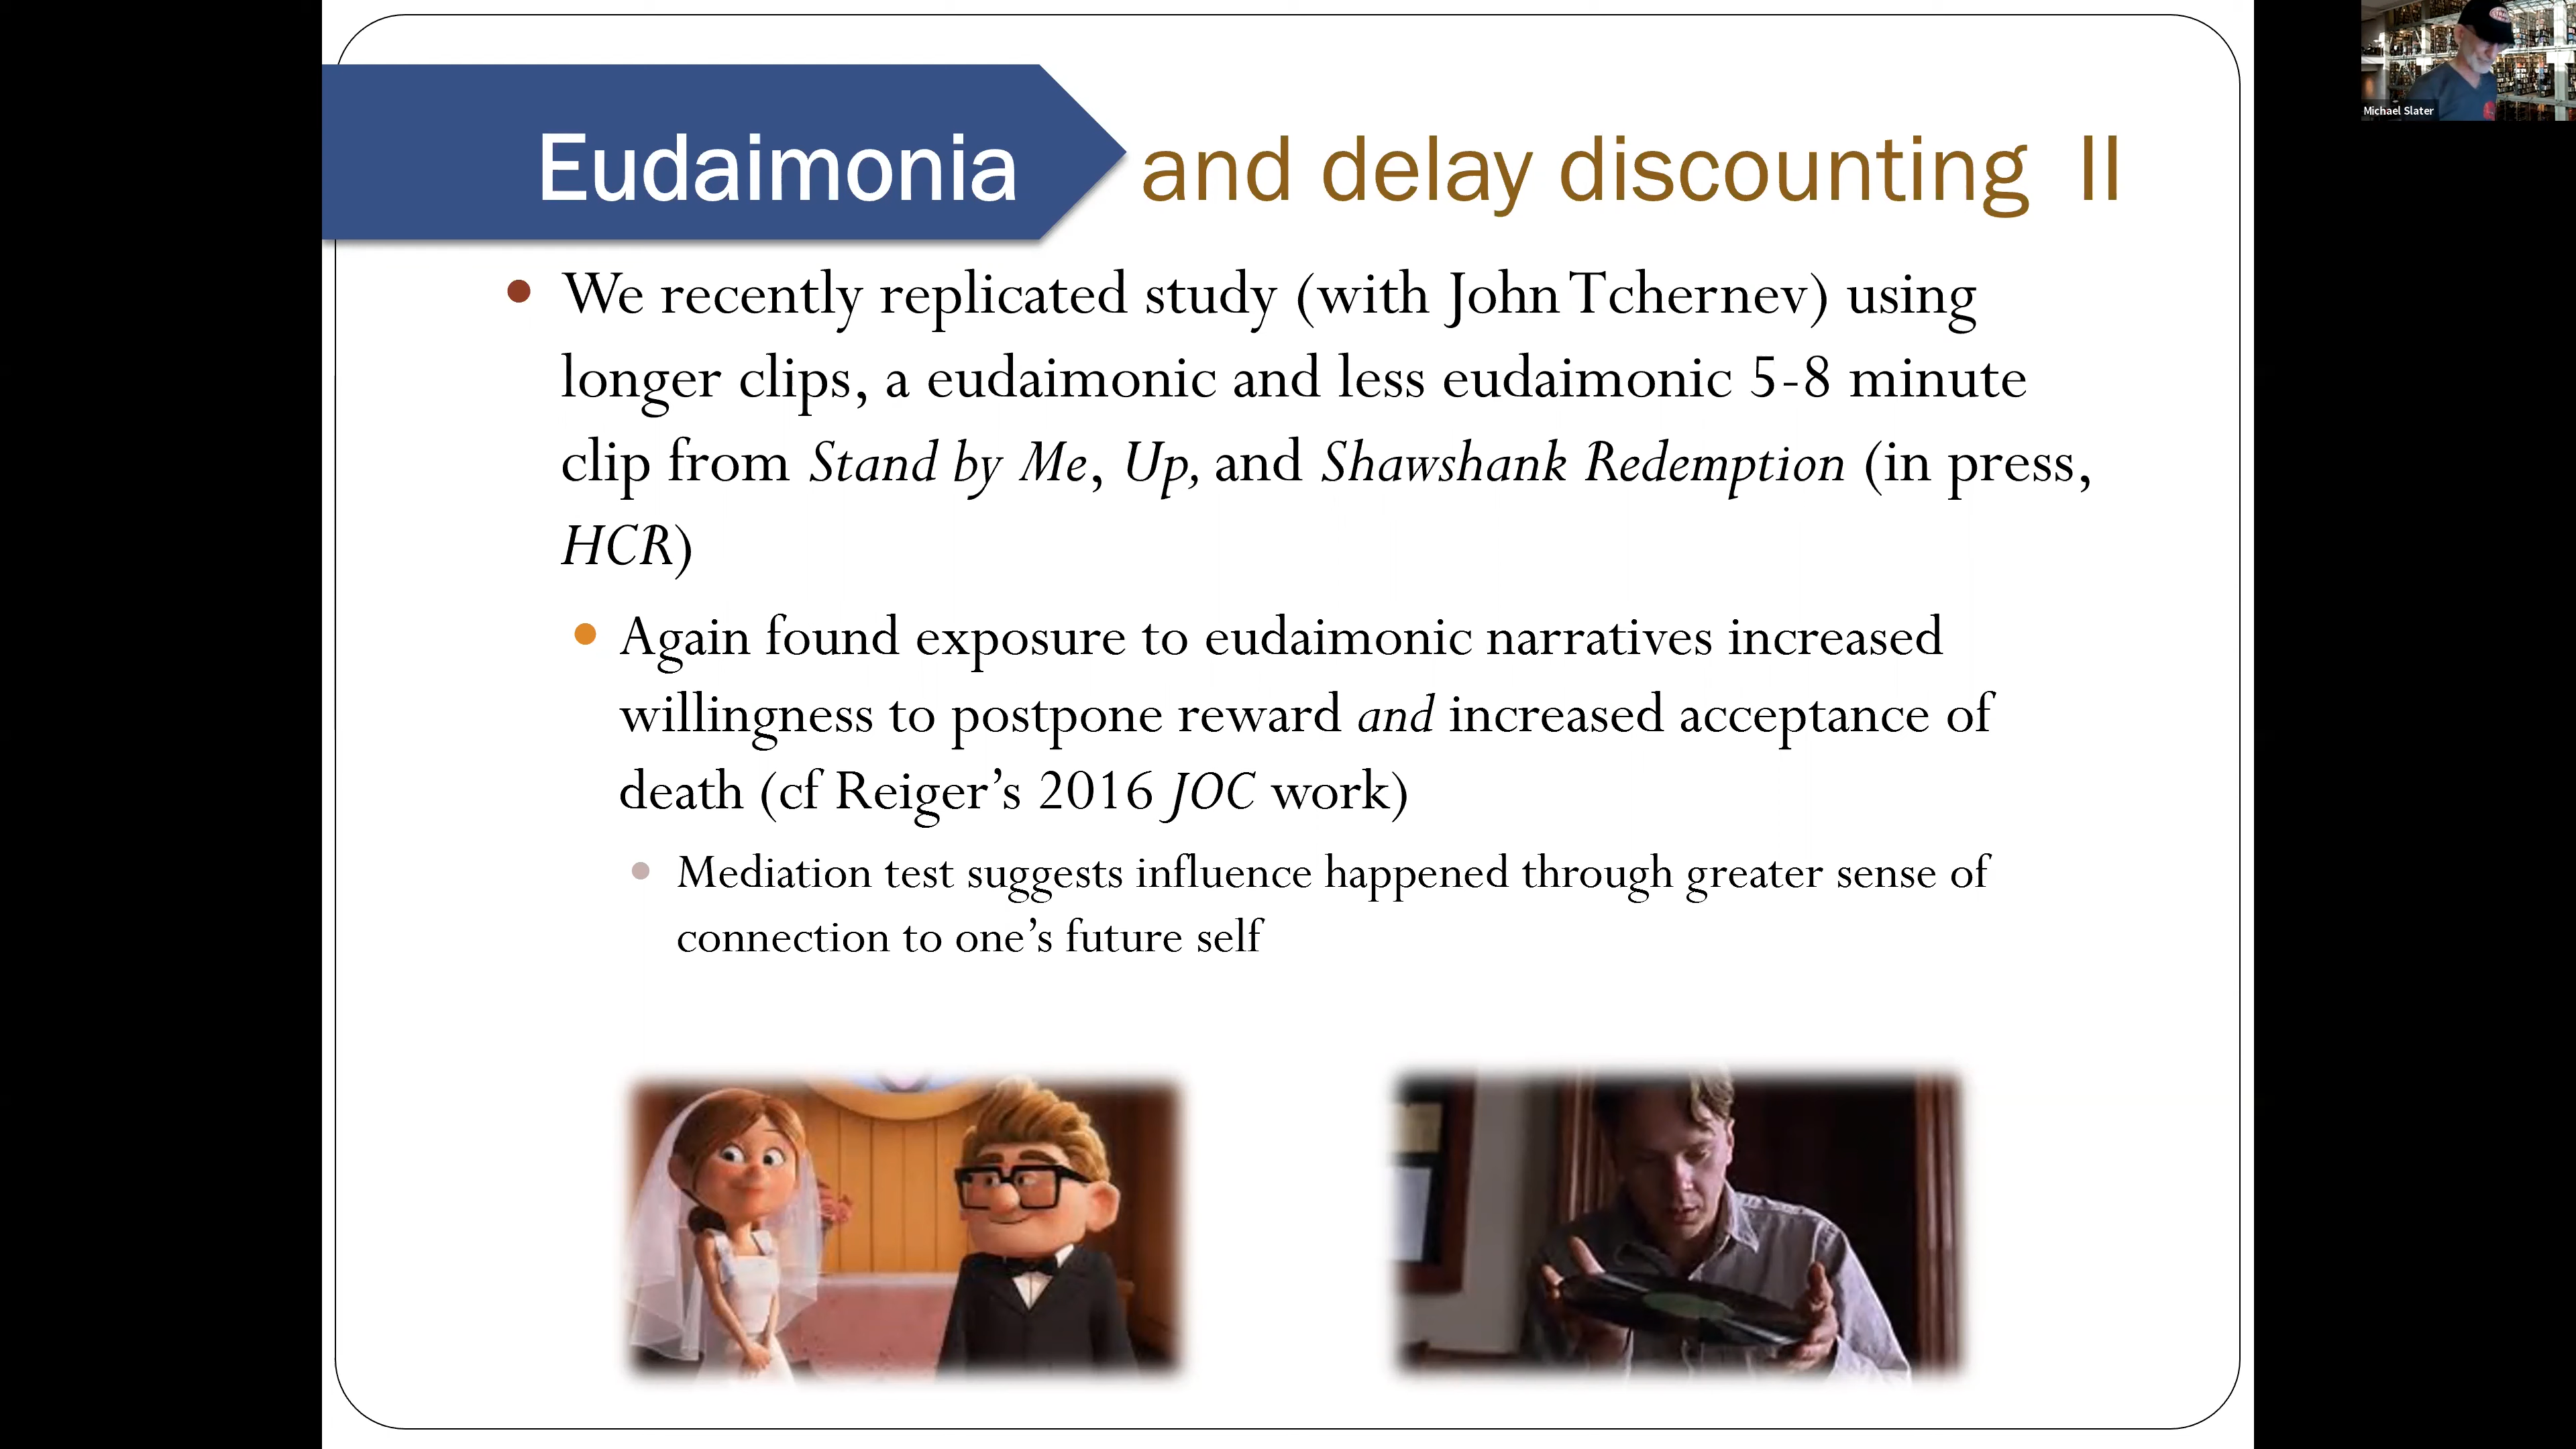 Eudaimonia and delay discounting II
We recently replicated study (with John Tchernev) using
longer clips, a eudaimonic and less eudaimonic 5-8 minute
clip from Stand by Me, Up, and Shawshank Redemption (in press,
HCR)
Again found exposure to eudaimonic narratives increased
willingness to postpone reward and increased acceptance of
death (cf Reiger’s 2016 JOC work)
Mediation test suggests influence happened through greater sense of
connection to one’s future self
Michael Slater